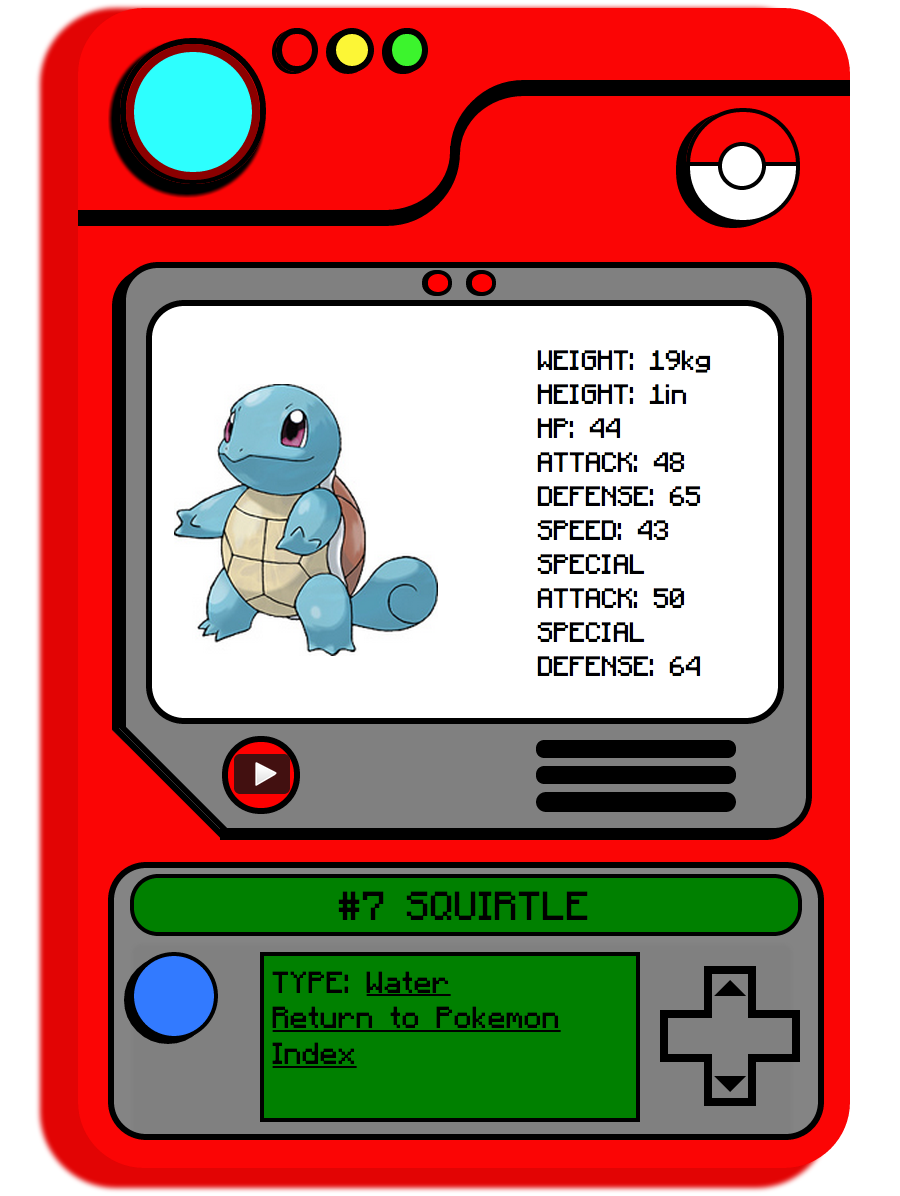 WEIGHT: 19kg
HEIGHT: 1in
HP: 44
ATTACK: 48
DEFENSE: 65
SPEED: 43
SPECIAL
ATTACK: 50
SPECIAL
DEFENSE: 64
#7 SQUIRTLE
TYPE: Water
Return to Pokemon
Index